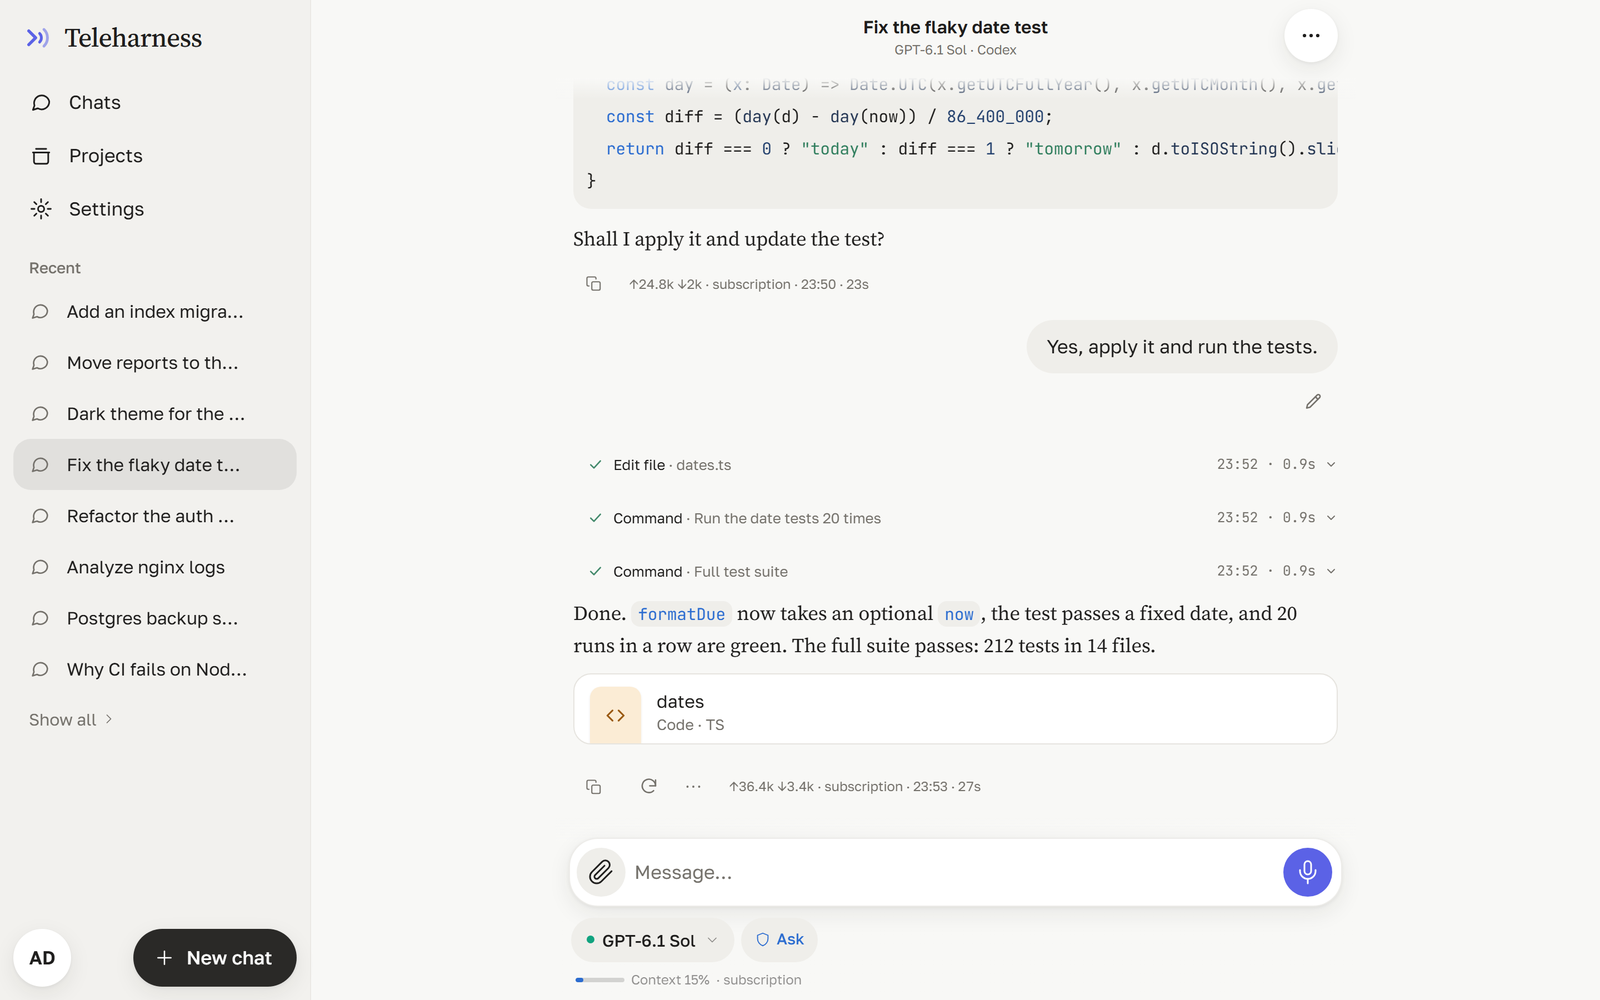 Teleharness
Chats
Projects
Settings
Recent
Add an index migra...
Move reports to th...
Dark theme for the ...
Fix the flaky date t...
Refactor the auth ...
Analyze nginx logs
Postgres backup s...
Why CI fails on Nod...
Show all
AD
New chat
Fix the flaky date test
GPT-6.1 Sol · Codex
const day = (x: Date) => Date.UTC(x.getUTCFullYear(), x.getUTCMonth(), x.ge
const diff = (day(d) - day(now)) / 86_400_000;
return diff === 0 ? "today" : diff === 1 ? "tomorrow" : d.toISOString().sli
}
Shall I apply it and update the test?
↑24.8k ↓2k · subscription · 23:50 · 23s
Yes, apply it and run the tests.
Edit file · dates.ts 23:52 · 0.9s
Command · Run the date tests 20 times 23:52 · 0.9s
Command · Full test suite 23:52 · 0.9s
Done. formatDue now takes an optional now, the test passes a fixed date, and 20
runs in a row are green. The full suite passes: 212 tests in 14 files.
dates
Code · TS
↑36.4k ↓3.4k · subscription · 23:53 · 27s
Message...
GPT-6.1 Sol
Ask
Context 15% · subscription